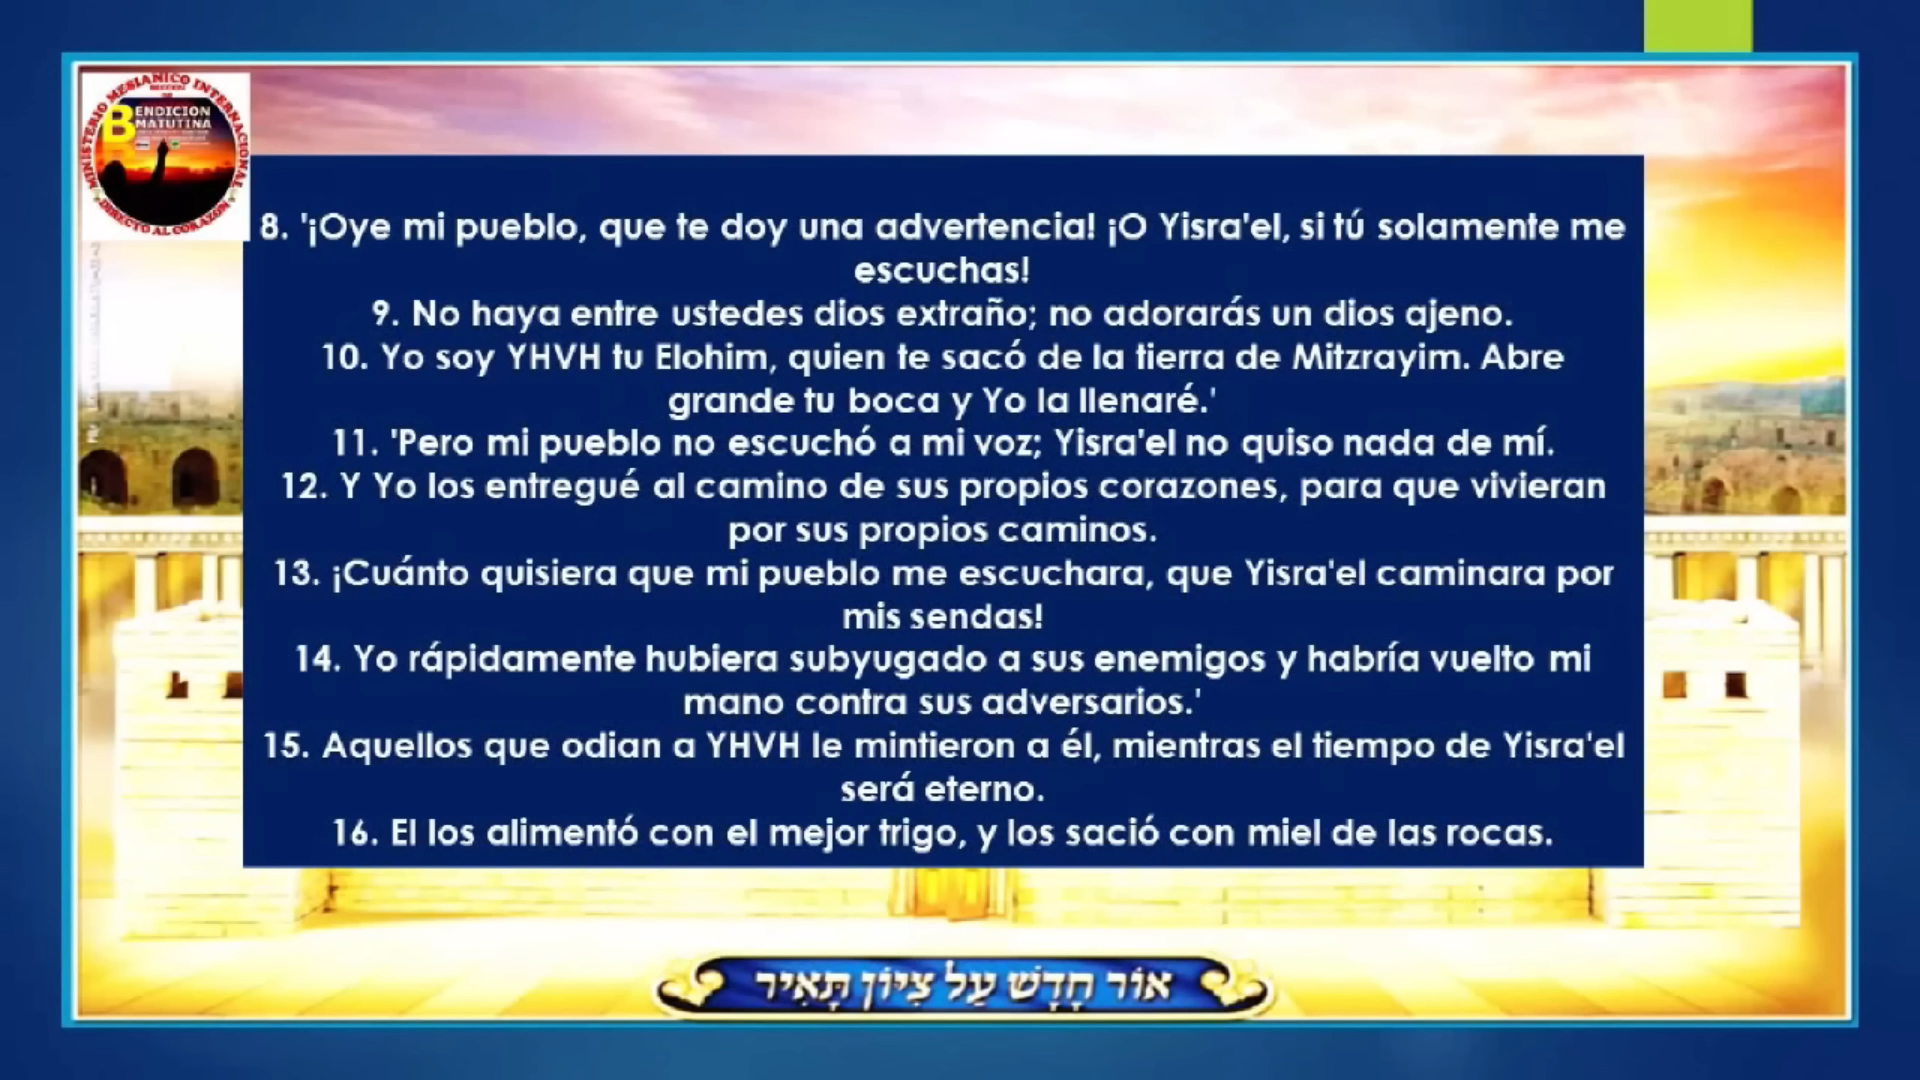 MINISTERIO MESIANICO INTERNACIONAL
BENDICION
MATUTINA
DIRECTO AL CORAZON
8. '¡Oye mi pueblo, que te doy una advertencia! ¡O Yisra'el, si tú solamente me
escuchas!
9. No haya entre ustedes dios extraño; no adorarás un dios ajeno.
10. Yo soy YHVH tu Elohim, quien te sacó de la tierra de Mitzrayim. Abre
grande tu boca y Yo la llenaré.'
11. 'Pero mi pueblo no escuchó a mi voz; Yisra'el no quiso nada de mí.
12. Y Yo los entregué al camino de sus propios corazones, para que vivieran
por sus propios caminos.
13. ¡Cuánto quisiera que mi pueblo me escuchara, que Yisra'el caminara por
mis sendas!
14. Yo rápidamente hubiera subyugado a sus enemigos y habría vuelto mi
mano contra sus adversarios.'
15. Aquellos que odian a YHVH le mintieron a él, mientras el tiempo de Yisra'el
será eterno.
16. El los alimentó con el mejor trigo, y los sació con miel de las rocas.
אוֹר חָדָשׁ עַל צִיּוֹן תָּאִיר